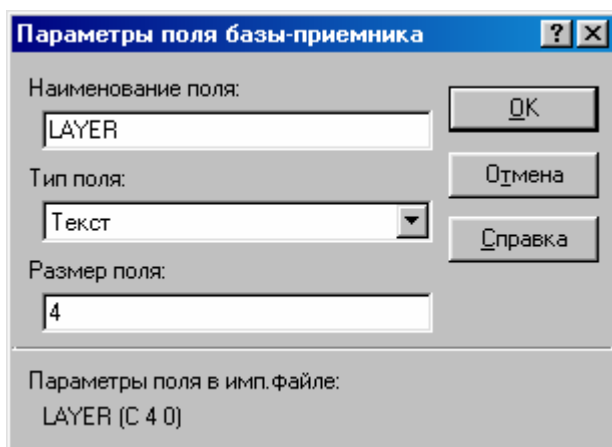 Параметры поля базы-приемника
Наименование поля:
LAYER
OK
Тип поля:
Отмена
Текст
Справка
Размер поля:
4
Параметры поля в имп.файле:
LAYER (C 4 0)